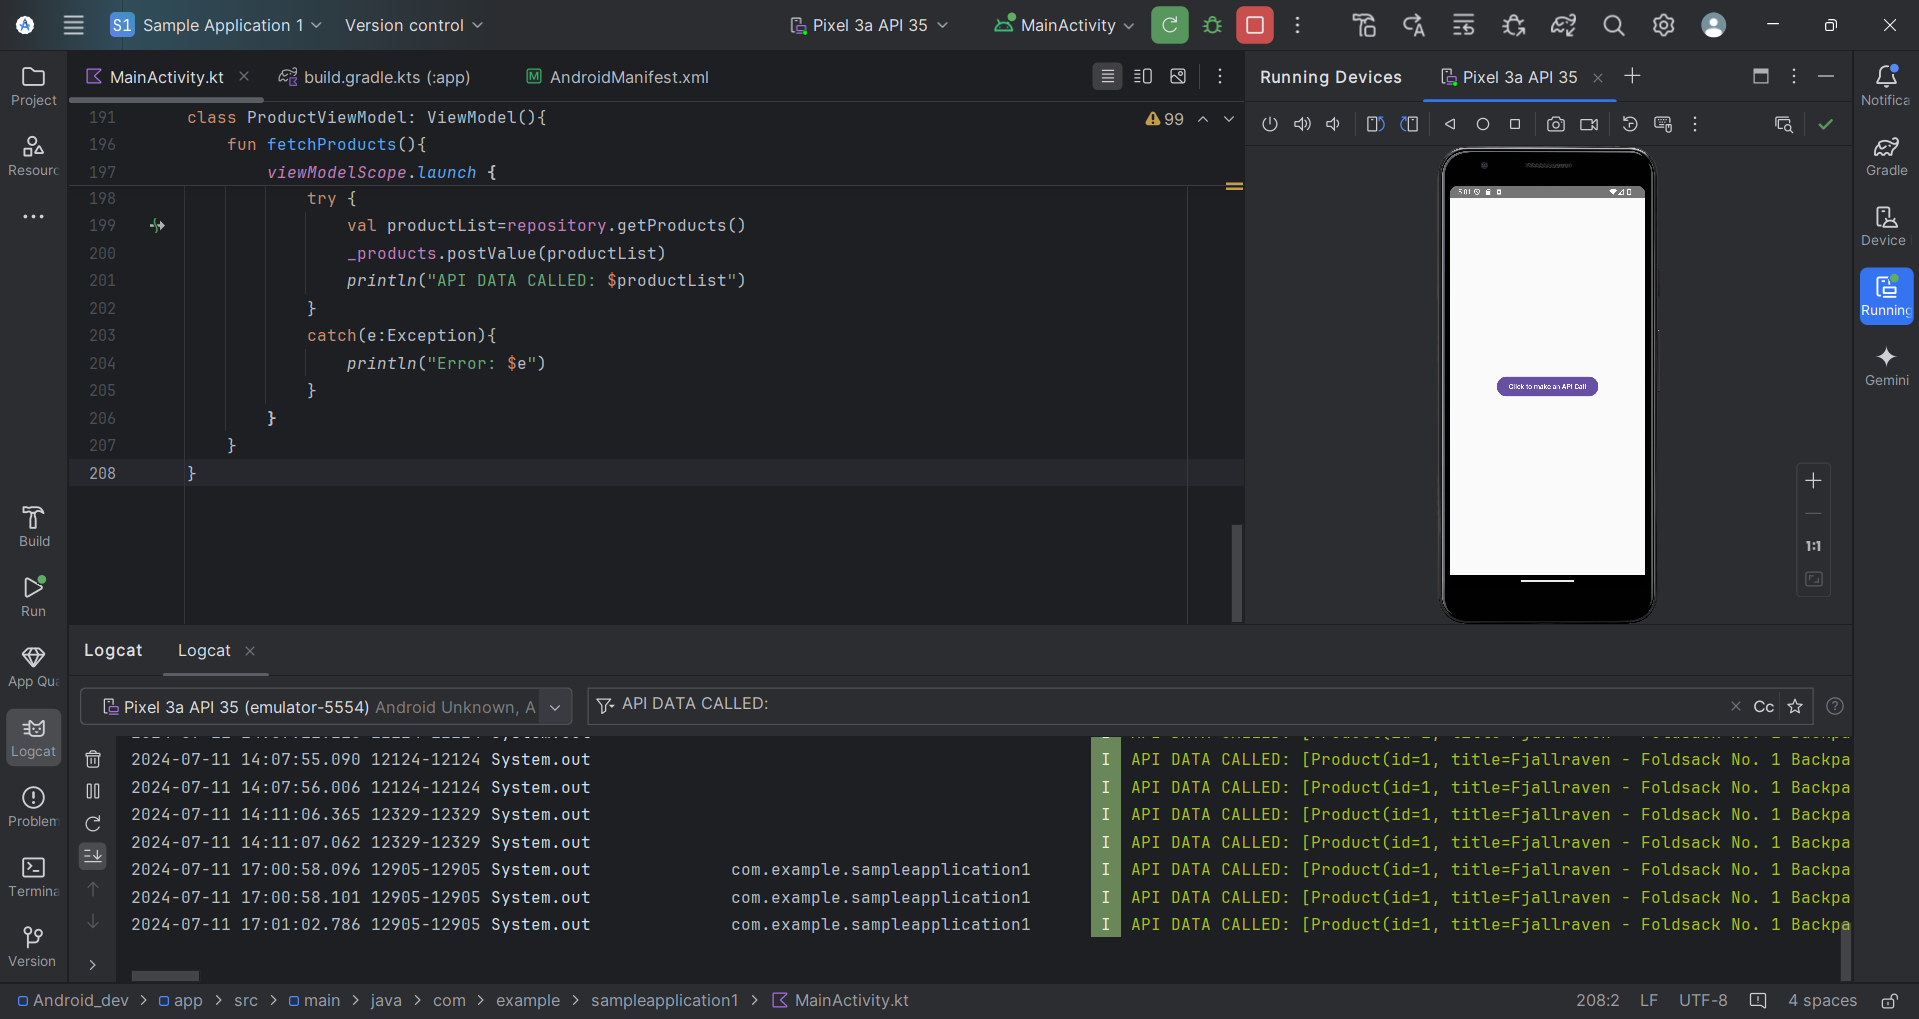 S1 Sample Application 1 Version control Pixel 3a API 35 MainActivity
MainActivity.kt build.gradle.kts (:app) AndroidManifest.xml
Running Devices Pixel 3a API 35
Project
Resourc
Build
Run
App Qua
Logcat
Problem
Termina
Version
191 class ProductViewModel: ViewModel(){
99
196 fun fetchProducts(){
197 viewModelScope.launch {
198 try {
199 val productList=repository.getProducts()
200 _products.postValue(productList)
201 println("API DATA CALLED: $productList")
202 }
203 catch(e:Exception){
204 println("Error: $e")
205 }
206 }
207 }
208 }
5:01
Click to make an API Call
1:1
Notifica
Gradle
Device
Running
Gemini
Logcat Logcat
Pixel 3a API 35 (emulator-5554) Android Unknown, A
API DATA CALLED:
Cc
2024-07-11 14:07:55.090 12124-12124 System.out I API DATA CALLED: [Product(id=1, title=Fjallraven - Foldsack No. 1 Backpa
2024-07-11 14:07:56.006 12124-12124 System.out I API DATA CALLED: [Product(id=1, title=Fjallraven - Foldsack No. 1 Backpa
2024-07-11 14:11:06.365 12329-12329 System.out I API DATA CALLED: [Product(id=1, title=Fjallraven - Foldsack No. 1 Backpa
2024-07-11 14:11:07.062 12329-12329 System.out I API DATA CALLED: [Product(id=1, title=Fjallraven - Foldsack No. 1 Backpa
2024-07-11 17:00:58.096 12905-12905 System.out com.example.sampleapplication1 I API DATA CALLED: [Product(id=1, title=Fjallraven - Foldsack No. 1 Backpa
2024-07-11 17:00:58.101 12905-12905 System.out com.example.sampleapplication1 I API DATA CALLED: [Product(id=1, title=Fjallraven - Foldsack No. 1 Backpa
2024-07-11 17:01:02.786 12905-12905 System.out com.example.sampleapplication1 I API DATA CALLED: [Product(id=1, title=Fjallraven - Foldsack No. 1 Backpa
Android_dev > app > src > main > java > com > example > sampleapplication1 > MainActivity.kt
208:2 LF UTF-8 4 spaces